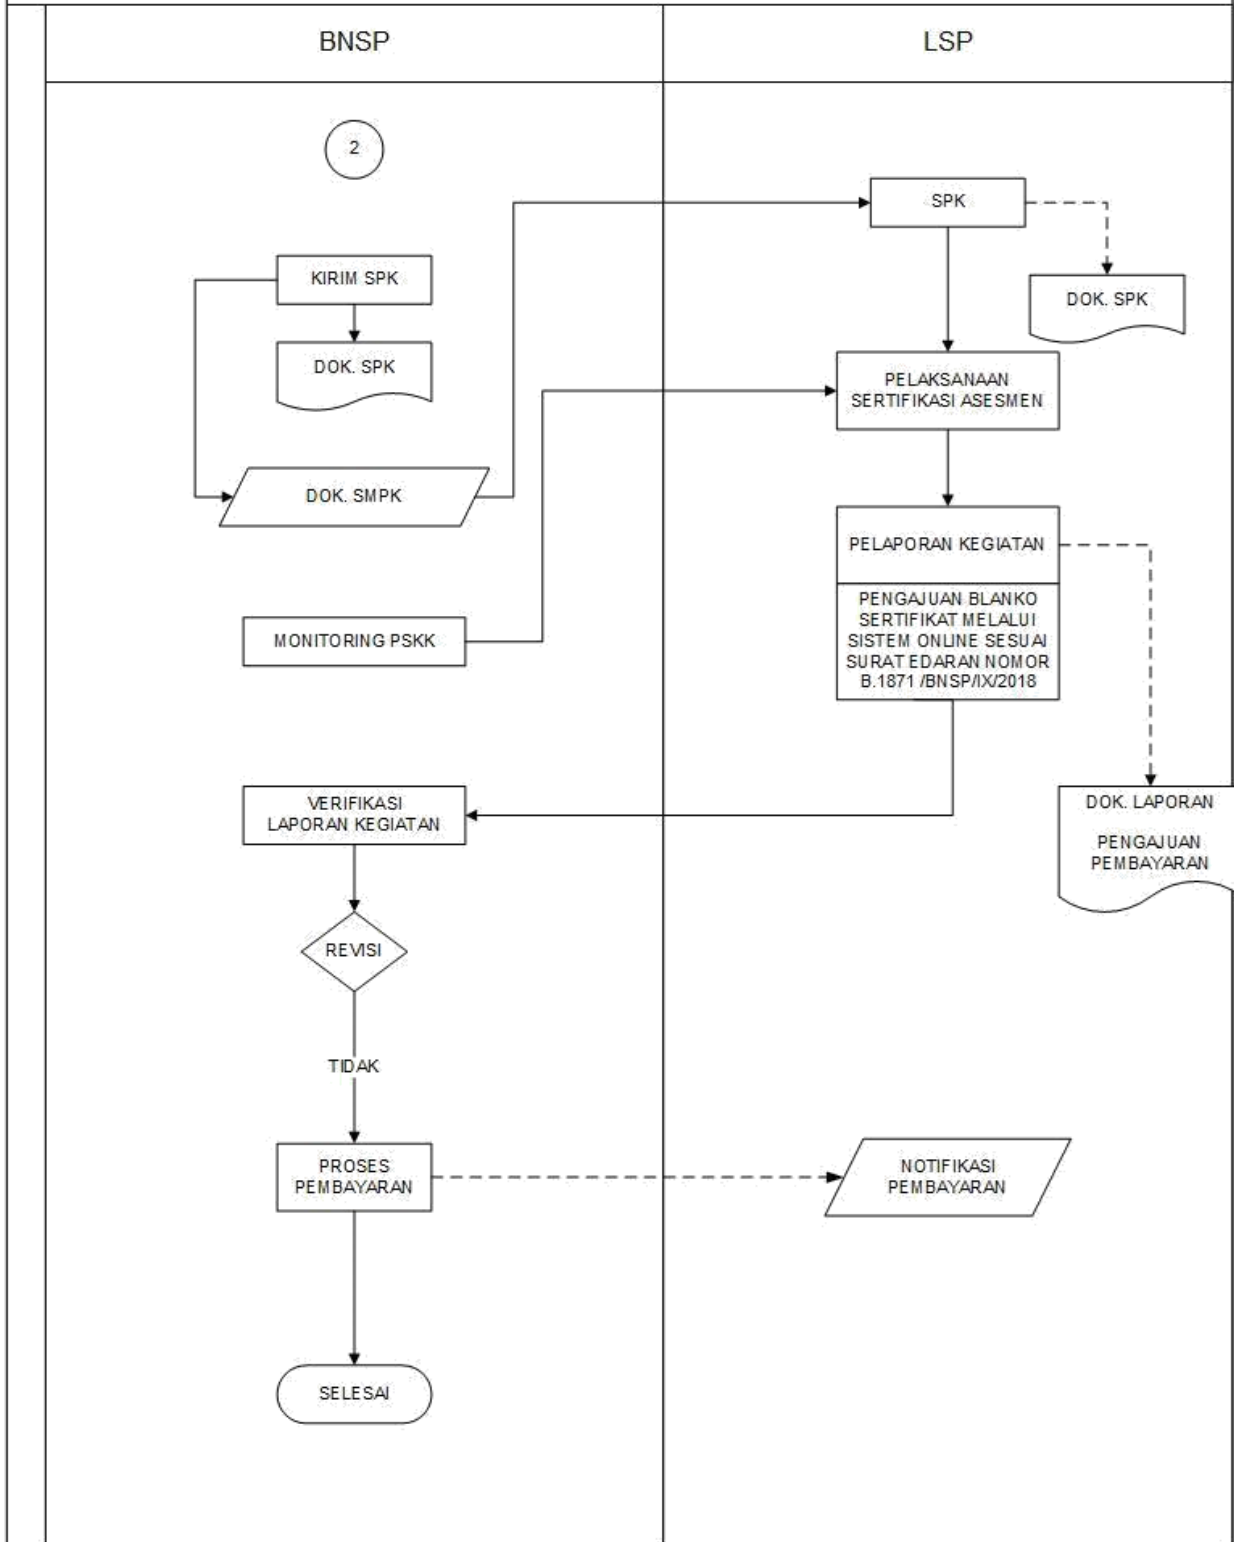 BNSP
LSP
2
SPK
KIRIM SPK
DOK. SPK
DOK. SPK
PELAKSANAAN
SERTIFIKASI ASESMEN
DOK. SMPK
PELAPORAN KEGIATAN
PENGAJUAN BLANKO
SERTIFIKAT MELALUI
SISTEM ONLINE SESUAI
SURAT EDARAN NOMOR
B.1871 /BNSP/IX/2018
MONITORING PSKK
VERIFIKASI
LAPORAN KEGIATAN
DOK. LAPORAN
PENGAJUAN
PEMBAYARAN
REVISI
TIDAK
PROSES
PEMBAYARAN
NOTIFIKASI
PEMBAYARAN
SELESAI